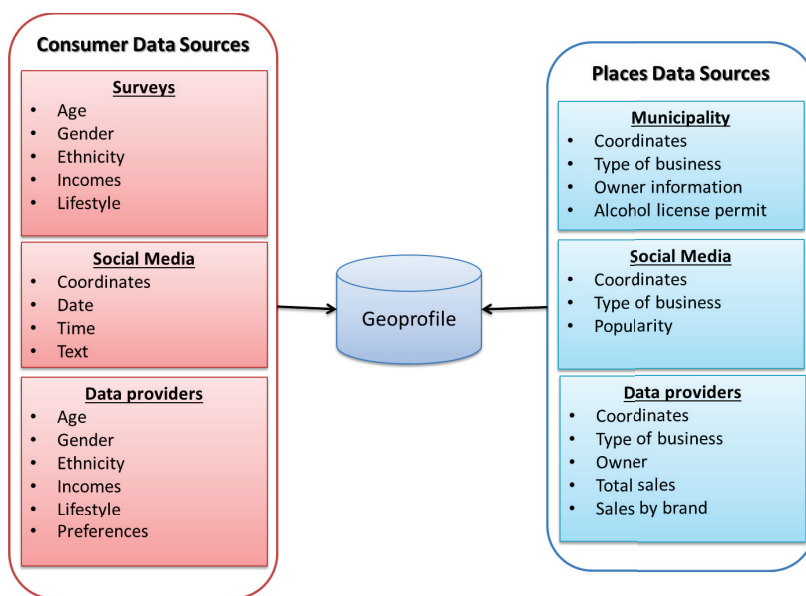 Consumer Data Sources
Surveys
• Age
• Gender
• Ethnicity
• Incomes
• Lifestyle
Social Media
• Coordinates
• Date
• Time
• Text
Data providers
• Age
• Gender
• Ethnicity
• Incomes
• Lifestyle
• Preferences
Geoprofile
Places Data Sources
Municipality
• Coordinates
• Type of business
• Owner information
• Alcohol license permit
Social Media
• Coordinates
• Type of business
• Popularity
Data providers
• Coordinates
• Type of business
• Owner
• Total sales
• Sales by brand